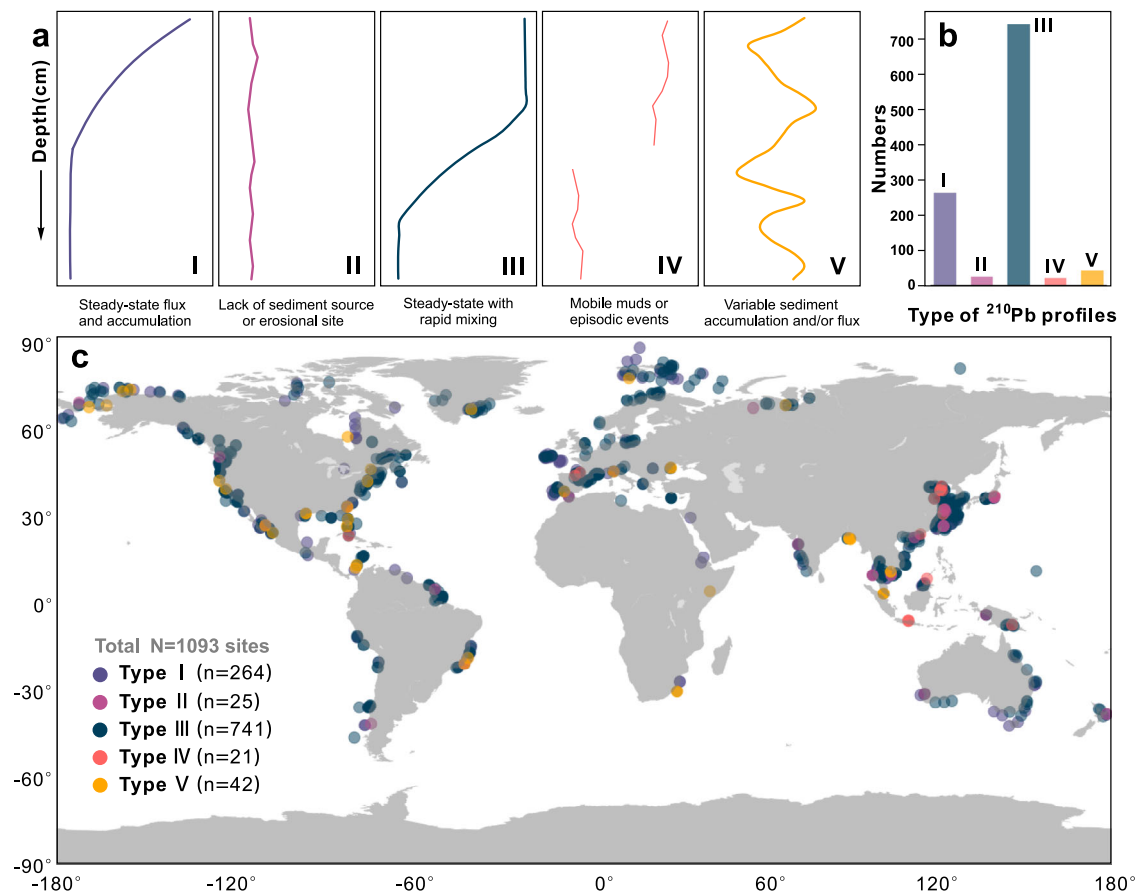 a
Depth(cm)
I
II
III
IV
V
Steady-state flux
and accumulation
Lack of sediment source
or erosional site
Steady-state with
rapid mixing
Mobile muds or
episodic events
Variable sediment
accumulation and/or flux
b
Numbers
700
600
500
400
300
200
100
0
I
II
III
IV
V
Type of ²¹⁰Pb profiles
c
90°
60°
30°
0°
-30°
-60°
-90°
Total N=1093 sites
Type I (n=264)
Type II (n=25)
Type III (n=741)
Type IV (n=21)
Type V (n=42)
-180°
-120°
-60°
0°
60°
120°
180°